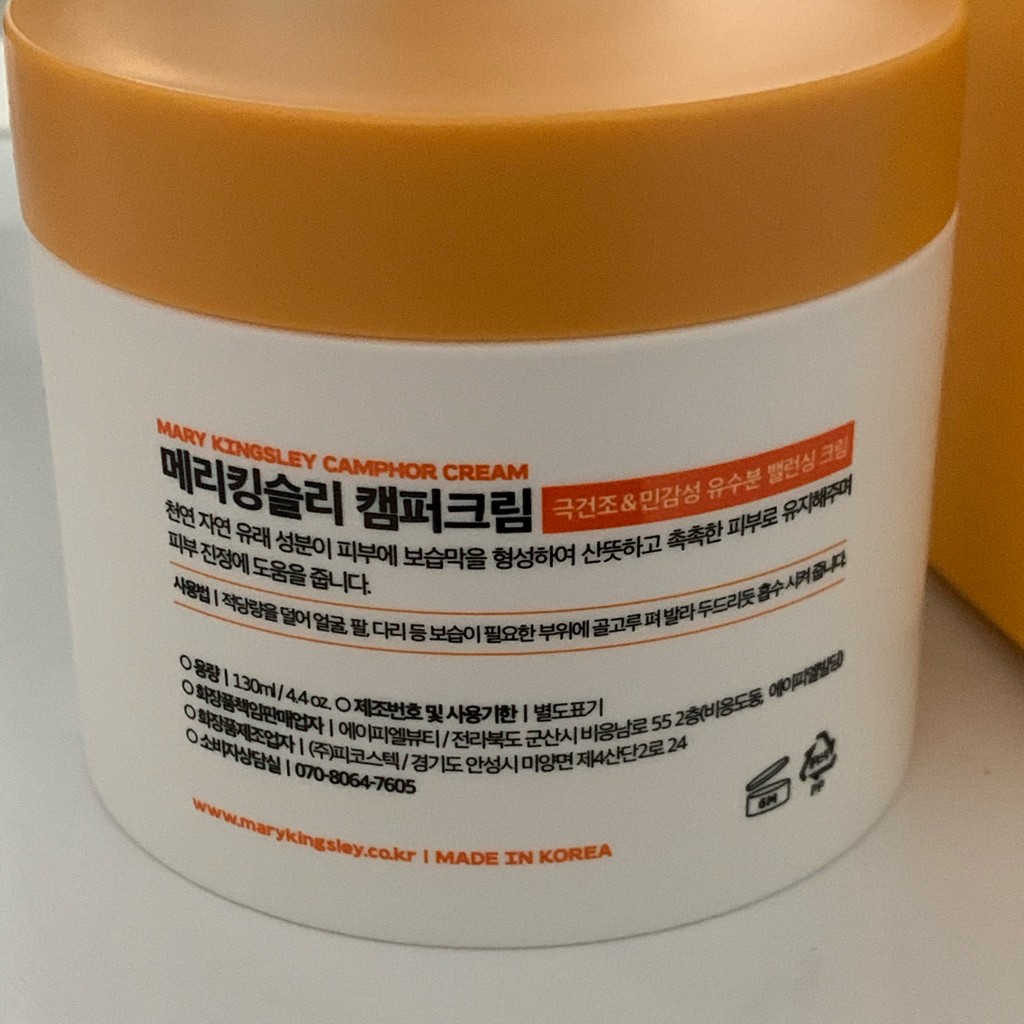 MARY KINGSLEY CAMPHOR CREAM
메리킹슬리 캠퍼크림 극건조&민감성 유수분 밸런싱 크림
천연 자연 유래 성분이 피부에 보습막을 형성하여 산뜻하고 촉촉한 피부로 유지해주며
피부 진정에 도움을 줍니다.
사용법 | 적당량을 덜어 얼굴, 팔, 다리 등 보습이 필요한 부위에 골고루 펴 발라 두드리듯 흡수 시켜 줍니다.
○ 용량 | 130ml / 4.4 oz. ○ 제조번호 및 사용기한 | 별도표기
○ 화장품책임판매업자 | 에이피엘뷰티 / 전라북도 군산시 비응남로 55 2층(비응도동, 에이피엘빌딩)
○ 화장품제조업자 | (주)피코스텍 / 경기도 안성시 미양면 제4산단2로 24
○ 소비자상담실 | 070-8064-7605
6M
PP
www.marykingsley.co.kr | MADE IN KOREA